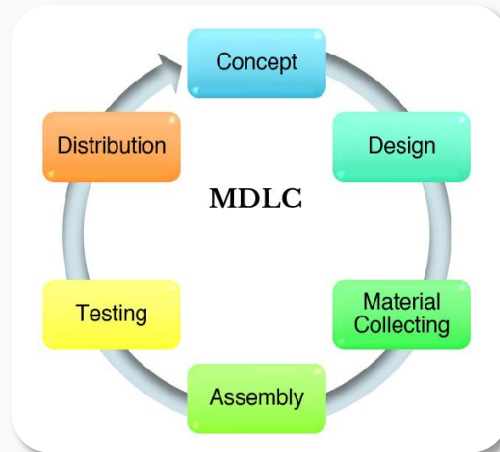 Concept
Design
Material
Collecting
Assembly
Testing
Distribution
MDLC